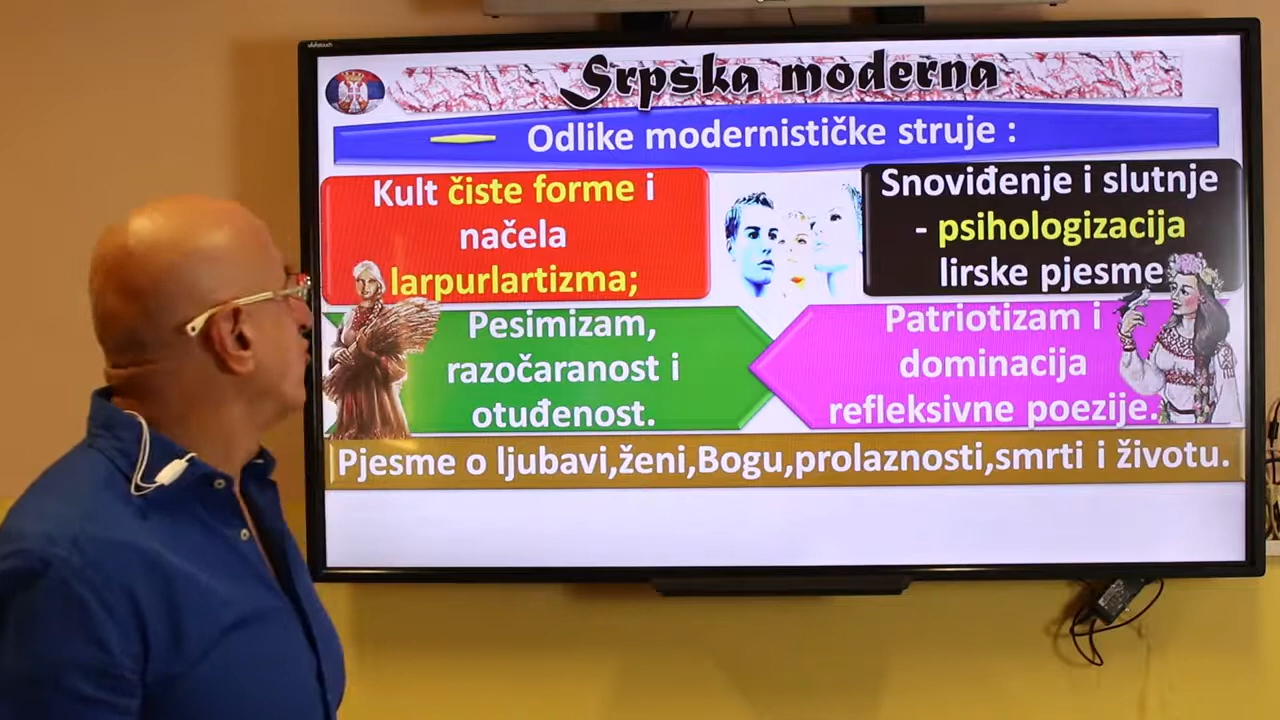 Srpska moderna
Odlike modernističke struje :
Kult čiste forme i
načela
larpurlartizma;
Snoviđenje i slutnje
- psihologizacija
lirske pjesme
Pesimizam,
razočaranost i
otuđenost.
Patriotizam i
dominacija
refleksivne poezije.
Pjesme o ljubavi,ženi,Bogu,prolaznosti,smrti i životu.